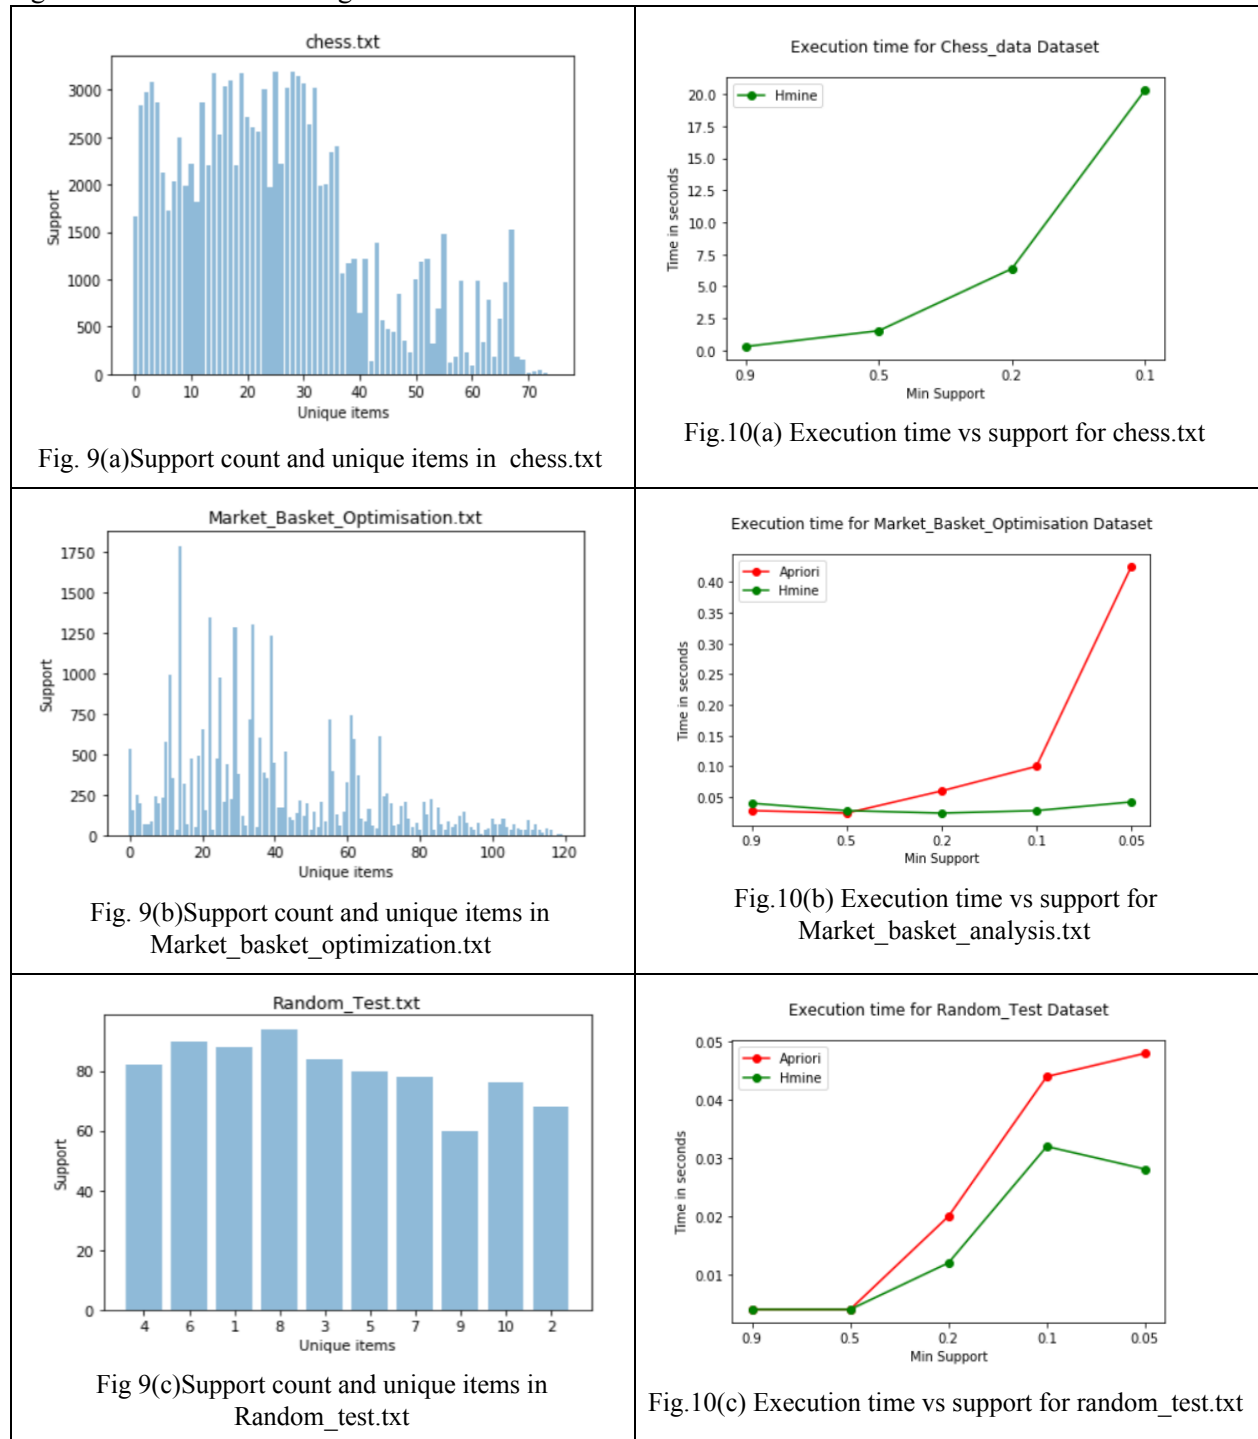 chess.txt
3000
2500
2000
1500
1000
500
0
Support
0 10 20 30 40 50 60 70
Unique items
Fig. 9(a)Support count and unique items in chess.txt
Execution time for Chess_data Dataset
Hmine
20.0
17.5
15.0
12.5
10.0
7.5
5.0
2.5
0.0
Time in seconds
0.9 0.5 0.2 0.1
Min Support
Fig.10(a) Execution time vs support for chess.txt
Market_Basket_Optimisation.txt
1750
1500
1250
1000
750
500
250
0
Support
0 20 40 60 80 100 120
Unique items
Fig. 9(b)Support count and unique items in
Market_basket_optimization.txt
Execution time for Market_Basket_Optimisation Dataset
Apriori
Hmine
0.40
0.35
0.30
0.25
0.20
0.15
0.10
0.05
Time in seconds
0.9 0.5 0.2 0.1 0.05
Min Support
Fig.10(b) Execution time vs support for
Market_basket_analysis.txt
Random_Test.txt
80
60
40
20
0
Support
4 6 1 8 3 5 7 9 10 2
Unique items
Fig 9(c)Support count and unique items in
Random_test.txt
Execution time for Random_Test Dataset
Apriori
Hmine
0.05
0.04
0.03
0.02
0.01
Time in seconds
0.9 0.5 0.2 0.1 0.05
Min Support
Fig.10(c) Execution time vs support for random_test.txt